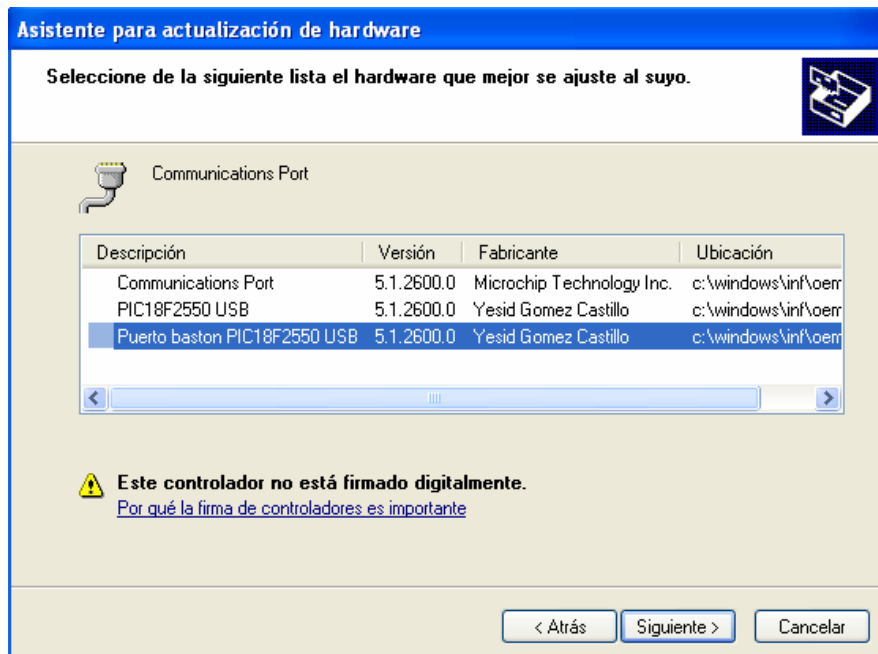 Asistente para actualización de hardware
Seleccione de la siguiente lista el hardware que mejor se ajuste al suyo.
Communications Port
Descripción Versión Fabricante Ubicación
Communications Port 5.1.2600.0 Microchip Technology Inc. c:\windows\inf\oem
PIC18F2550 USB 5.1.2600.0 Yesid Gomez Castillo c:\windows\inf\oem
Puerto baston PIC18F2550 USB 5.1.2600.0 Yesid Gomez Castillo c:\windows\inf\oem
Este controlador no está firmado digitalmente.
Por qué la firma de controladores es importante
< Atrás Siguiente > Cancelar